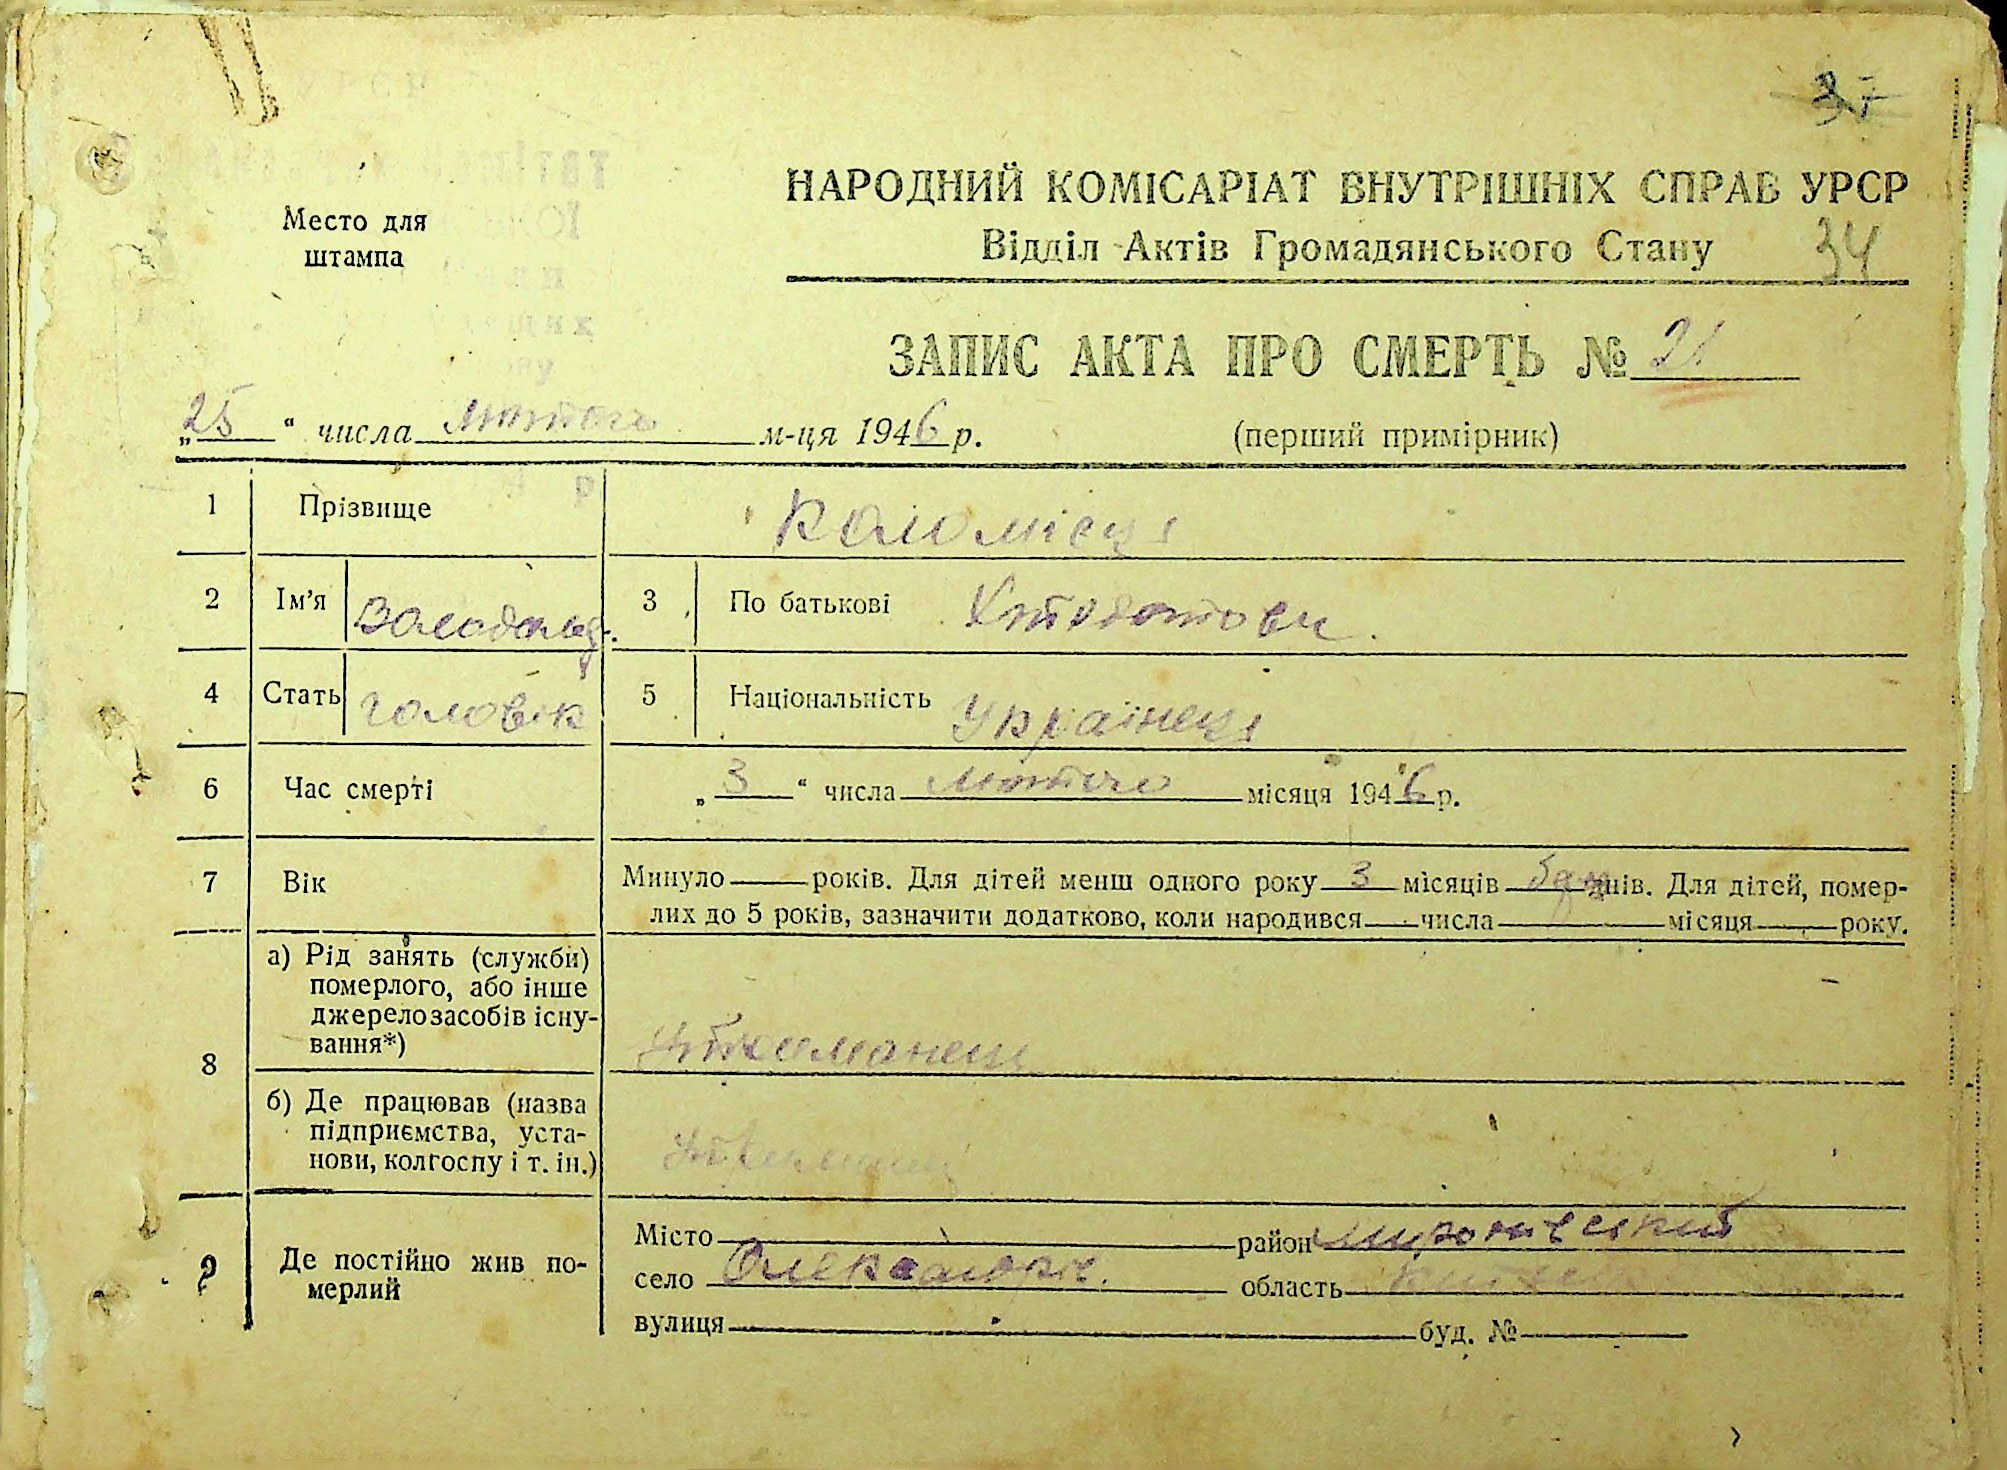 37
Место для
штампа
НАРОДНИЙ КОМІСАРІАТ ВНУТРІШНІХ СПРАВ УРСР
Відділ Актів Громадянського Стану 34
ЗАПИС АКТА ПРО СМЕРТЬ № 21
„25“ числа лютого м-ця 1946 р. (перший примірник)
1 Прізвище Коломієць
2 Ім'я 3 По батькові
4 Стать чоловік 5 Національність Українець
6 Час смерті „3“ числа лютого місяця 1946 р.
7 Вік Минуло років. Для дітей менш одного року 3 місяців днів. Для дітей, помер-
лих до 5 років, зазначити додатково, коли народився числа місяця року.
8 а) Рід занять (служби)
померлого, або інше
джерело засобів існу-
вання*) Утриманець
б) Де працював (назва
підприємства, уста-
нови, колгоспу і т. ін.)
9 Де постійно жив по-
мерлий
Місто район Миронівський
село область
вулиця буд. №